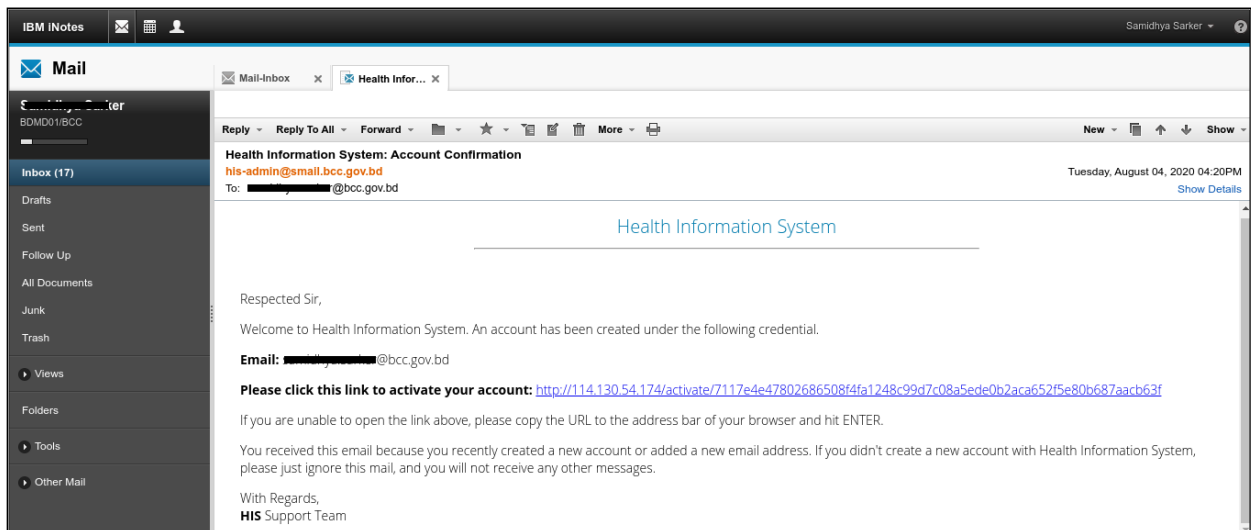 IBM iNotes
Samidhya Sarker
Mail
Mail-Inbox x
Health Infor... x
BDMD01/BCC
Reply Reply To All Forward More New Show
Inbox (17)
Drafts
Sent
Follow Up
All Documents
Junk
Trash
Views
Folders
Tools
Other Mail
Health Information System: Account Confirmation
his-admin@smail.bcc.gov.bd
Tuesday, August 04, 2020 04:20PM
To: @bcc.gov.bd
Show Details
Health Information System
Respected Sir,
Welcome to Health Information System. An account has been created under the following credential.
Email: @bcc.gov.bd
Please click this link to activate your account: http://114.130.54.174/activate/7117e4e47802686508f4fa1248c99d7c08a5ede0b2aca652f5e80b687aacb63f
If you are unable to open the link above, please copy the URL to the address bar of your browser and hit ENTER.
You received this email because you recently created a new account or added a new email address. If you didn't create a new account with Health Information System,
please just ignore this mail, and you will not receive any other messages.
With Regards,
HIS Support Team